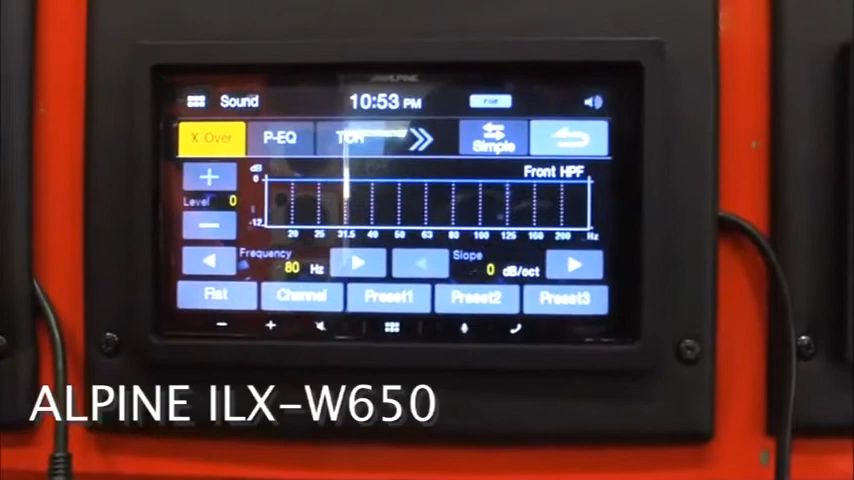 ALPINE
Sound 10:53 PM Flat
X Over P-EQ TCR Simple
dB Front HPF
0
Level 0
-12
20 25 31.5 40 50 63 80 100 125 160 200 Hz
Frequency Slope
80 Hz 0 dB/oct
Flat Channel Preset1 Preset2 Preset3
ALPINE ILX-W650